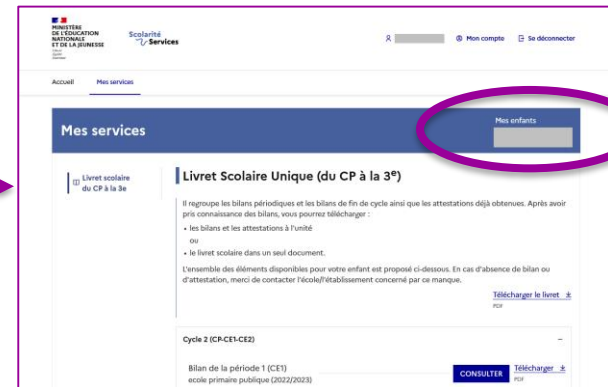 MINISTÈRE
DE L'ÉDUCATION
NATIONALE
ET DE LA JEUNESSE
Scolarité
Services
Mon compte
Se déconnecter
Accueil
Mes services
Mes services
Mes enfants
Livret scolaire
du CP à la 3e
Livret Scolaire Unique (du CP à la 3e)
Il regroupe les bilans périodiques et les bilans de fin de cycle ainsi que les attestations déjà obtenues. Après avoir
pris connaissance des bilans, vous pourrez télécharger :
• les bilans et les attestations à l'unité
ou
• le livret scolaire dans un seul document.
L'ensemble des éléments disponibles pour votre enfant est proposé ci-dessous. En cas d'absence de bilan ou
d'attestation, merci de contacter l'école/l'établissement concerné par ce manque.
Télécharger le livret
PDF
Cycle 2 (CP-CE1-CE2)
Bilan de la période 1 (CE1)
ecole primaire publique (2022/2023)
CONSULTER
Télécharger
PDF